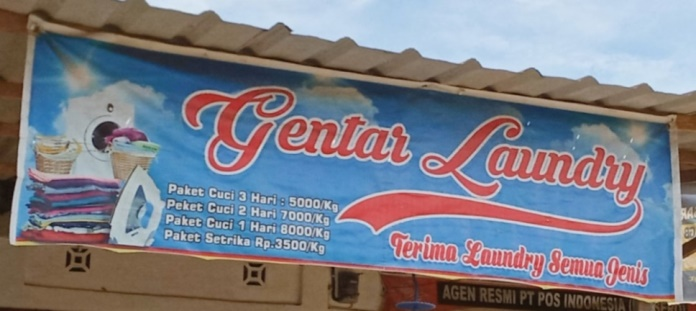 Gentar Laundry
Paket Cuci 3 Hari : 5000/Kg
Peket Cuci 2 Hari 7000/Kg
Paket Cuci 1 Hari 8000/Kg
Paket Setrika Rp.3500/Kg
Terima Laundry Semua Jenis
AGEN RESMI PT POS INDONESIA